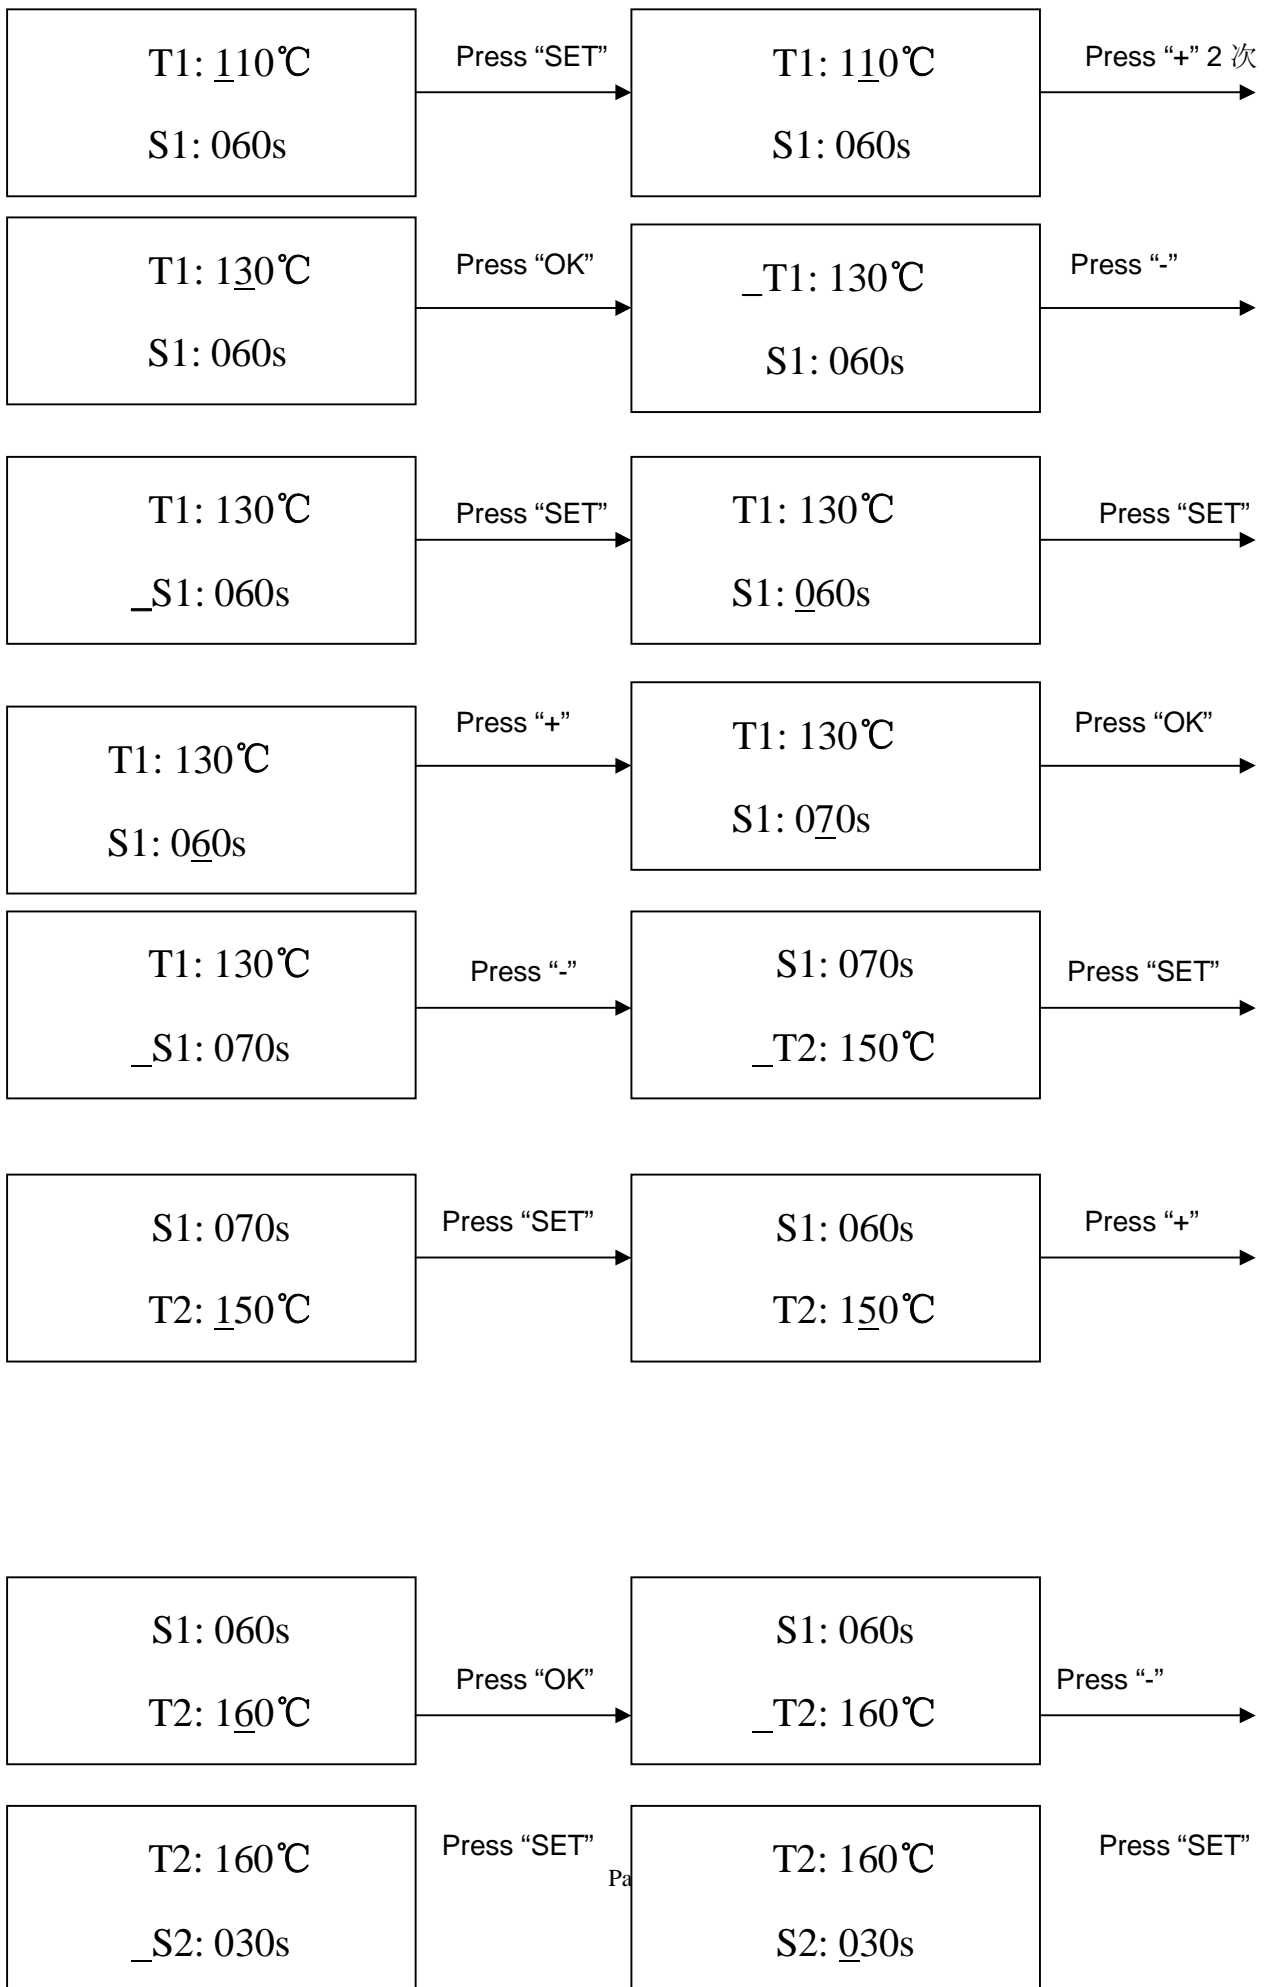 T1: 110℃
S1: 060s
Press “SET”
T1: 110℃
S1: 060s
Press “+” 2 次
T1: 130℃
S1: 060s
Press “OK”
_T1: 130℃
S1: 060s
Press “-”
T1: 130℃
_S1: 060s
Press “SET”
T1: 130℃
S1: 060s
Press “SET”
T1: 130℃
S1: 060s
Press “+”
T1: 130℃
S1: 070s
Press “OK”
T1: 130℃
_S1: 070s
Press “-”
S1: 070s
_T2: 150℃
Press “SET”
S1: 070s
T2: 150℃
Press “SET”
S1: 060s
T2: 150℃
Press “+”
S1: 060s
T2: 160℃
Press “OK”
S1: 060s
_T2: 160℃
Press “-”
T2: 160℃
_S2: 030s
Press “SET”
Pa
T2: 160℃
S2: 030s
Press “SET”